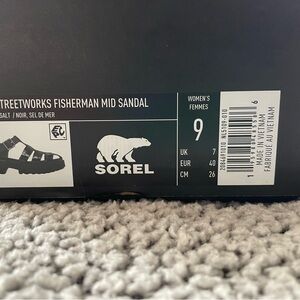 TREETWORKS FISHERMAN MID SANDAL
SALT / NOIR, SEL DE MER
SOREL
WOMEN'S
FEMMES
9
UK 7
EUR 40
CM 26
MADE IN VIETNAM
FABRIQUÉ AU VIETNAM